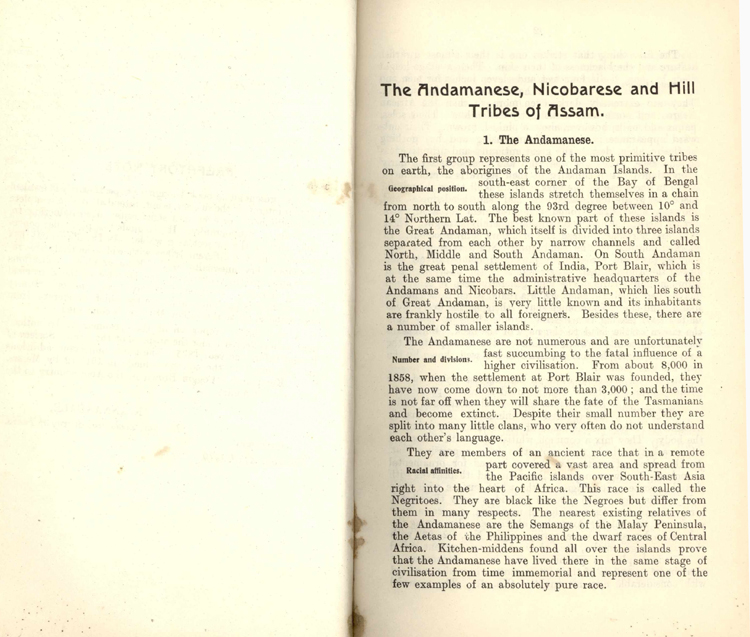 The Andamanese, Nicobarese and Hill
Tribes of Assam.
1. The Andamanese.
The first group represents one of the most primitive tribes
on earth, the aborigines of the Andaman Islands. In the
Geographical position.
south-east corner of the Bay of Bengal
these islands stretch themselves in a chain
from north to south along the 93rd degree between 10° and
14° Northern Lat. The best known part of these islands is
the Great Andaman, which itself is divided into three islands
separated from each other by narrow channels and called
North, Middle and South Andaman. On South Andaman
is the great penal settlement of India, Port Blair, which is
at the same time the administrative headquarters of the
Andamans and Nicobars. Little Andaman, which lies south
of Great Andaman, is very little known and its inhabitants
are frankly hostile to all foreigners. Besides these, there are
a number of smaller islands.
The Andamanese are not numerous and are unfortunately
Number and divisions.
fast succumbing to the fatal influence of a
higher civilisation. From about 8,000 in
1858, when the settlement at Port Blair was founded, they
have now come down to not more than 3,000 ; and the time
is not far off when they will share the fate of the Tasmanians
and become extinct. Despite their small number they are
split into many little clans, who very often do not understand
each other's language.
They are members of an ancient race that in a remote
Racial affinities.
part covered a vast area and spread from
the Pacific islands over South-East Asia
right into the heart of Africa. This race is called the
Negritoes. They are black like the Negroes but differ from
them in many respects. The nearest existing relatives of
the Andamanese are the Semangs of the Malay Peninsula,
the Aetas of the Philippines and the dwarf races of Central
Africa. Kitchen-middens found all over the islands prove
that the Andamanese have lived there in the same stage of
civilisation from time immemorial and represent one of the
few examples of an absolutely pure race.